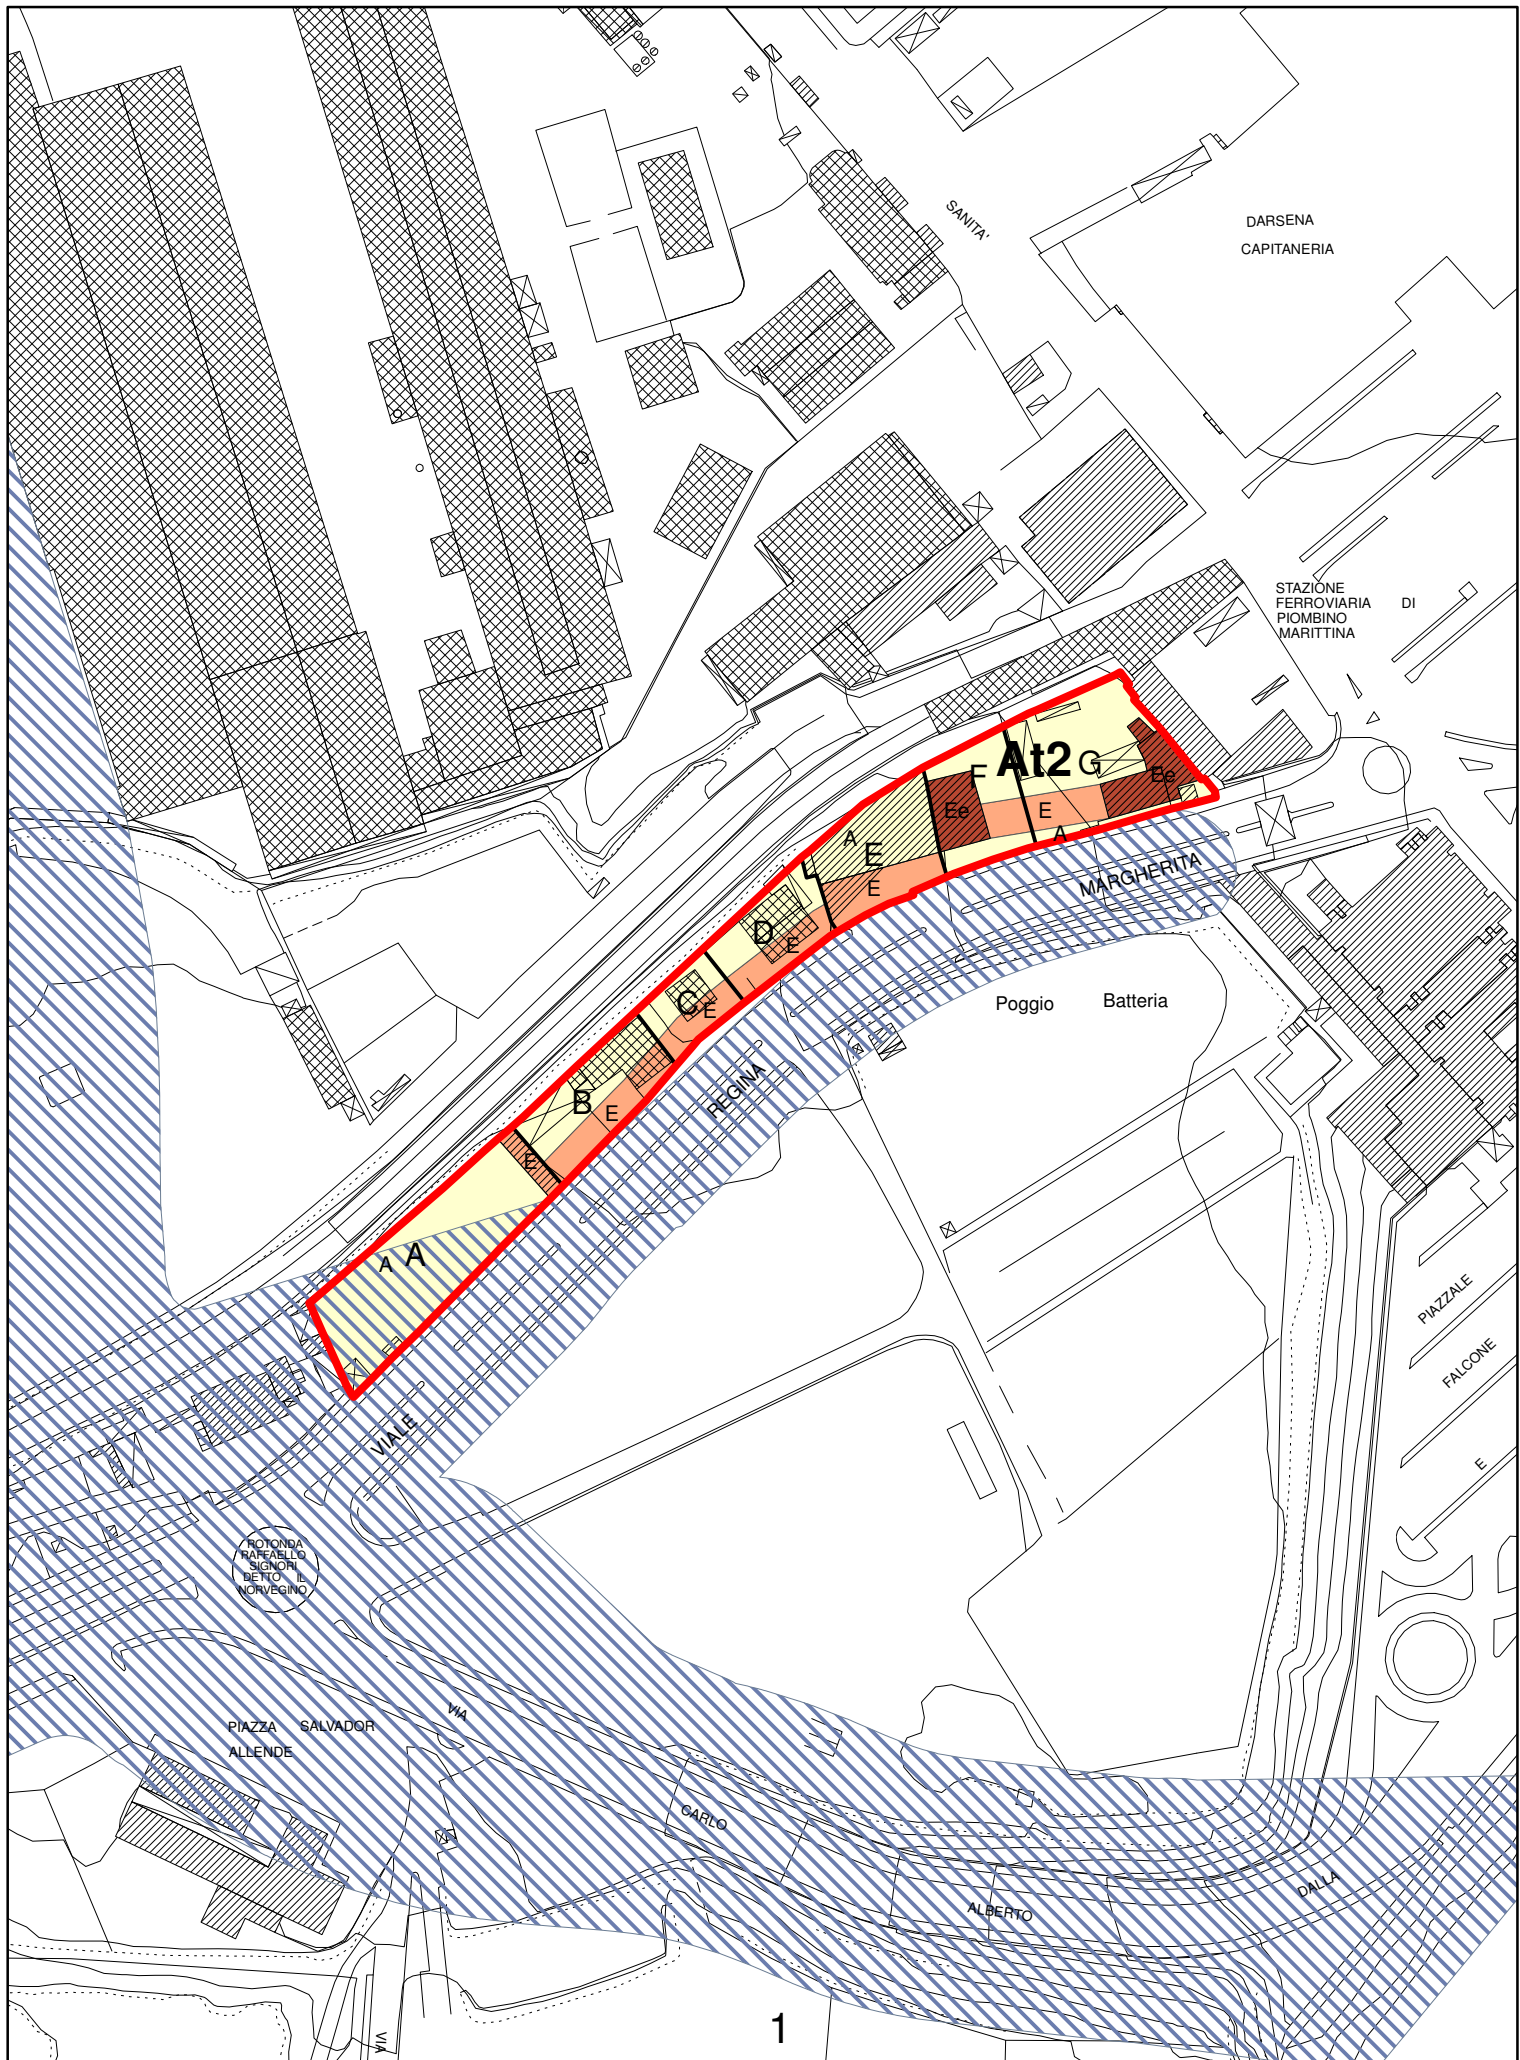 SANITA'
DARSENA
CAPITANERIA
STAZIONE
FERROVIARIA DI
PIOMBINO
MARITTINA
At2
F
G
Ee
Ee
E
A
A
E
E
MARGHERITA
D
E
Poggio Batteria
C
E
REGINA
B
E
E
A
A
PIAZZALE
FALCONE
E
VIALE
ROTONDA
RAFFAELLO
SIGNORI
DETTO IL
NORVEGINO
VIA
PIAZZA SALVADOR
ALLENDE
CARLO
ALBERTO
DALLA
VIA
1